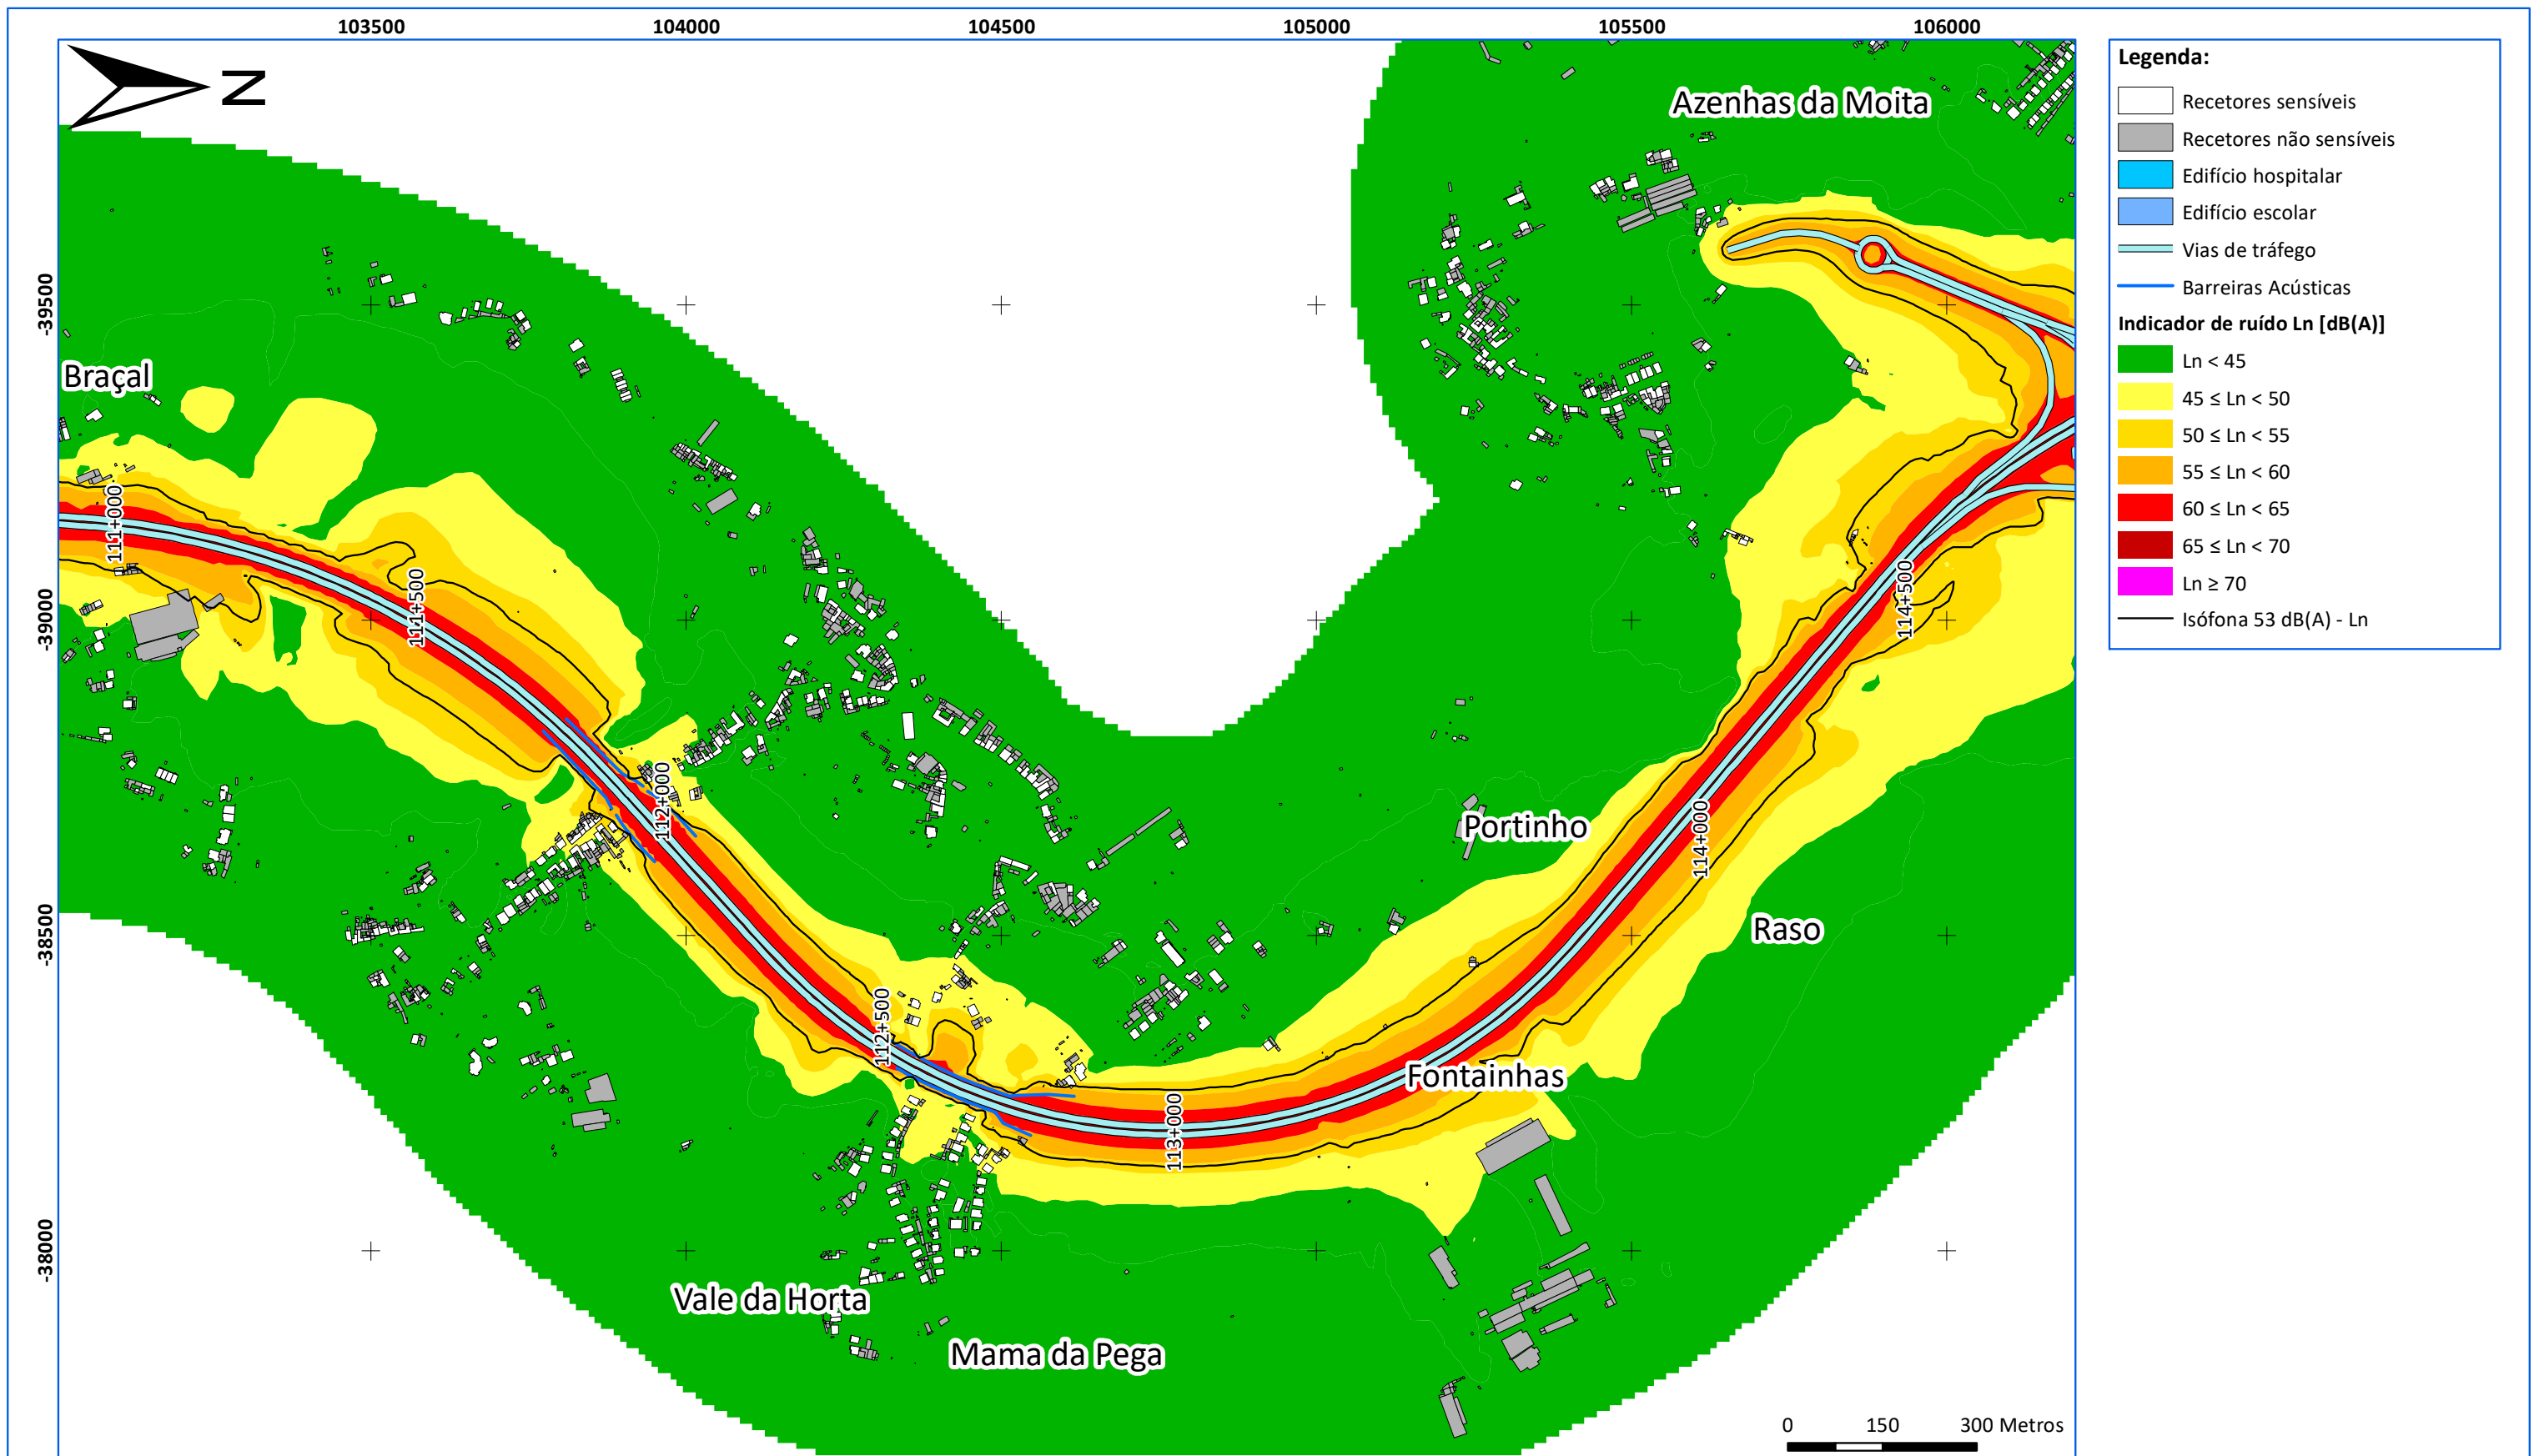 103500 104000 104500 105000 105500 106000
N
-39500
-39000
-38500
-38000
Azenhas da Moita
Braçal
111+000
111+500
112+000
112+500
113+000
114+000
114+500
Portinho
Raso
Fontainhas
Vale da Horta
Mama da Pega
0 150 300 Metros
Legenda:
Recetores sensíveis
Recetores não sensíveis
Edifício hospitalar
Edifício escolar
Vias de tráfego
Barreiras Acústicas
Indicador de ruído Ln [dB(A)]
Ln < 45
45 ≤ Ln < 50
50 ≤ Ln < 55
55 ≤ Ln < 60
60 ≤ Ln < 65
65 ≤ Ln < 70
Ln ≥ 70
Isófona 53 dB(A) - Ln